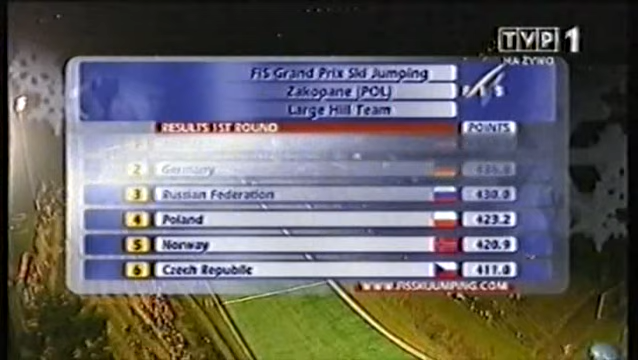 TVP 1
NA ŻYWO
FIS Grand Prix Ski Jumping
Zakopane (POL)
FIS
Large Hill Team
RESULTS 1ST ROUND POINTS
2 Germany
3 Russian Federation 430.0
4 Poland 423.2
5 Norway 420.9
6 Czech Republic 411.0
WWW.FISSKIJUMPING.COM